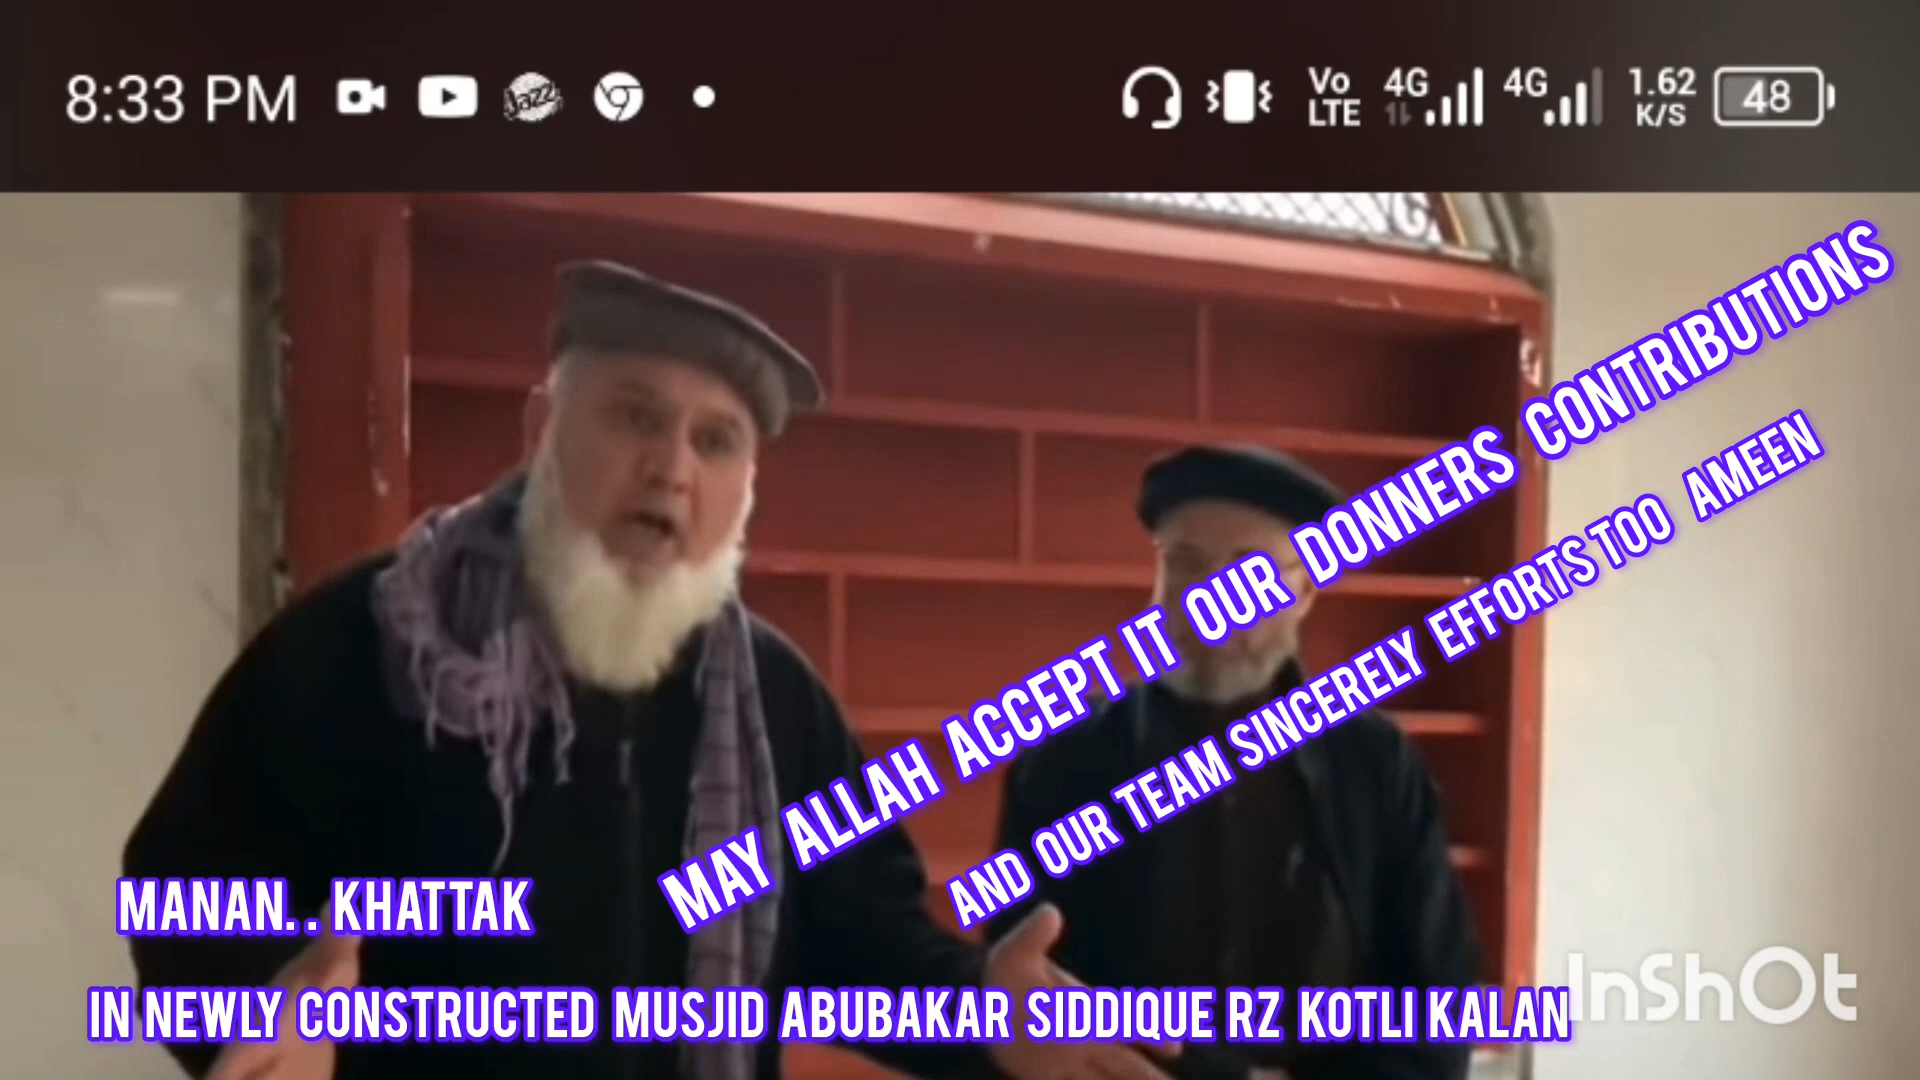 8:33 PM Jazz Vo LTE 4G 4G 1.62 K/S 48
MAY ALLAH ACCEPT IT OUR DONNERS CONTRIBUTIONS
AND OUR TEAM SINCERELY EFFORTS TOO AMEEN
MANAN.. KHATTAK
IN NEWLY CONSTRUCTED MUSJID ABUBAKAR SIDDIQUE RZ KOTLI KALAN
InShOt